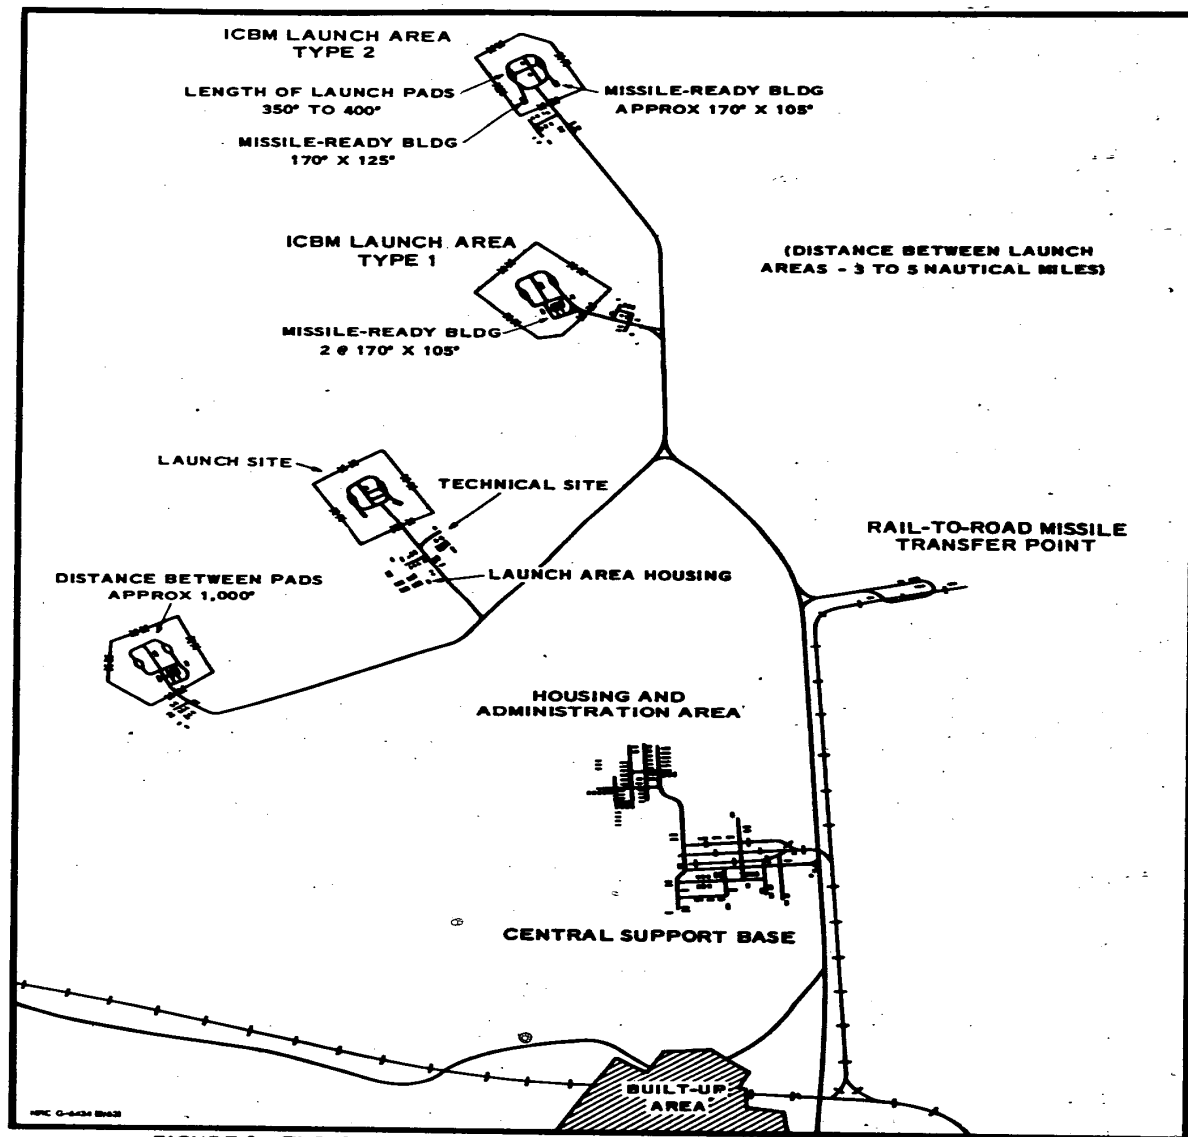 ICBM LAUNCH AREA
TYPE 2
LENGTH OF LAUNCH PADS
350° TO 400°
MISSILE-READY BLDG
APPROX 170° X 105°
MISSILE-READY BLDG
170° X 125°
ICBM LAUNCH AREA
TYPE 1
(DISTANCE BETWEEN LAUNCH
AREAS - 3 TO 5 NAUTICAL MILES)
MISSILE-READY BLDG
2 @ 170° X 105°
LAUNCH SITE
TECHNICAL SITE
RAIL-TO-ROAD MISSILE
TRANSFER POINT
LAUNCH AREA HOUSING
DISTANCE BETWEEN PADS
APPROX 1,000°
HOUSING AND
ADMINISTRATION AREA
CENTRAL SUPPORT BASE
BUILT-UP
AREA